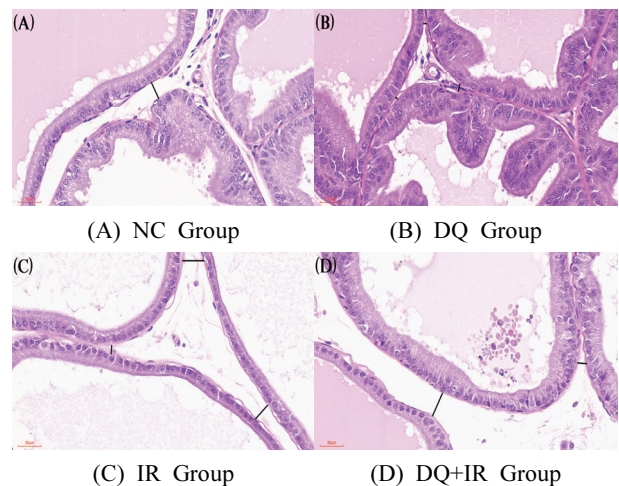 (A) (B)
(A) NC Group (B) DQ Group
(C) (D)
(C) IR Group (D) DQ+IR Group